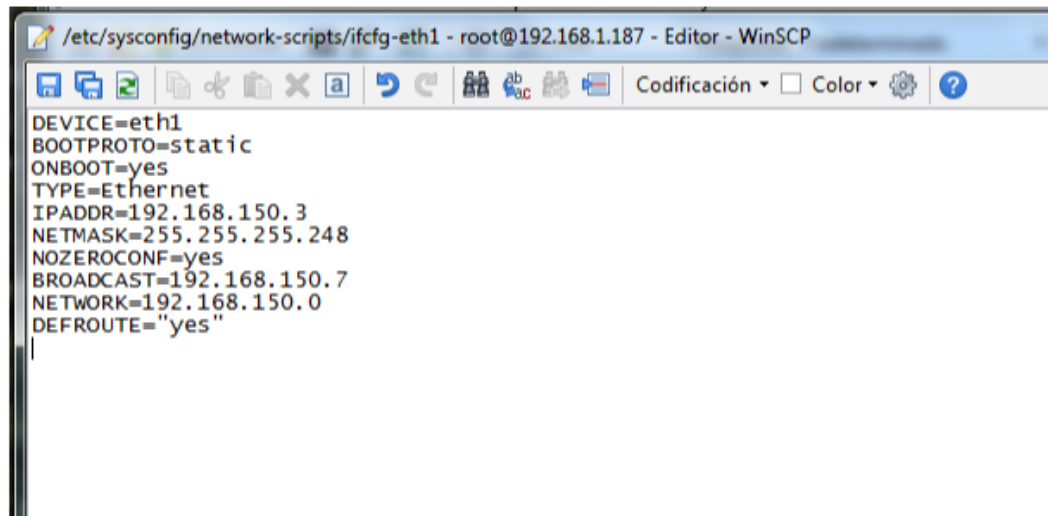 /etc/sysconfig/network-scripts/ifcfg-eth1 - root@192.168.1.187 - Editor - WinSCP
Codificación Color
DEVICE=eth1
BOOTPROTO=static
ONBOOT=yes
TYPE=Ethernet
IPADDR=192.168.150.3
NETMASK=255.255.255.248
NOZEROCONF=yes
BROADCAST=192.168.150.7
NETWORK=192.168.150.0
DEFROUTE="yes"